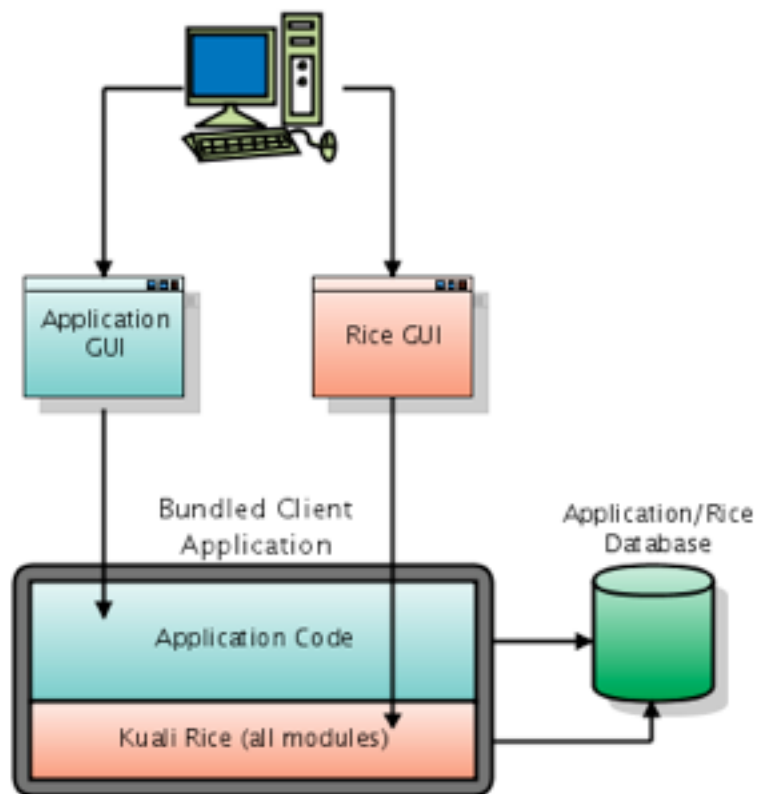 Application
GUI
Rice GUI
Bundled Client
Application
Application/Rice
Database
Application Code
Kuali Rice (all modules)